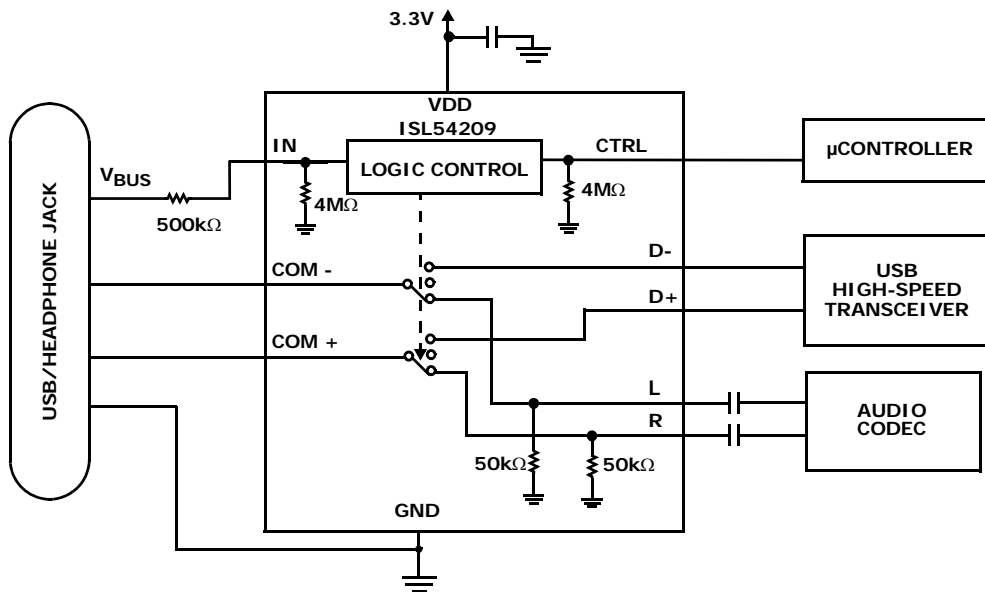 3.3V
VDD
ISL54209
IN
LOGIC CONTROL
CTRL
µCONTROLLER
VBUS
500kΩ
4MΩ
4MΩ
USB/HEADPHONE JACK
COM -
COM +
D-
D+
USB
HIGH-SPEED
TRANSCEIVER
L
R
AUDIO
CODEC
50kΩ
50kΩ
GND